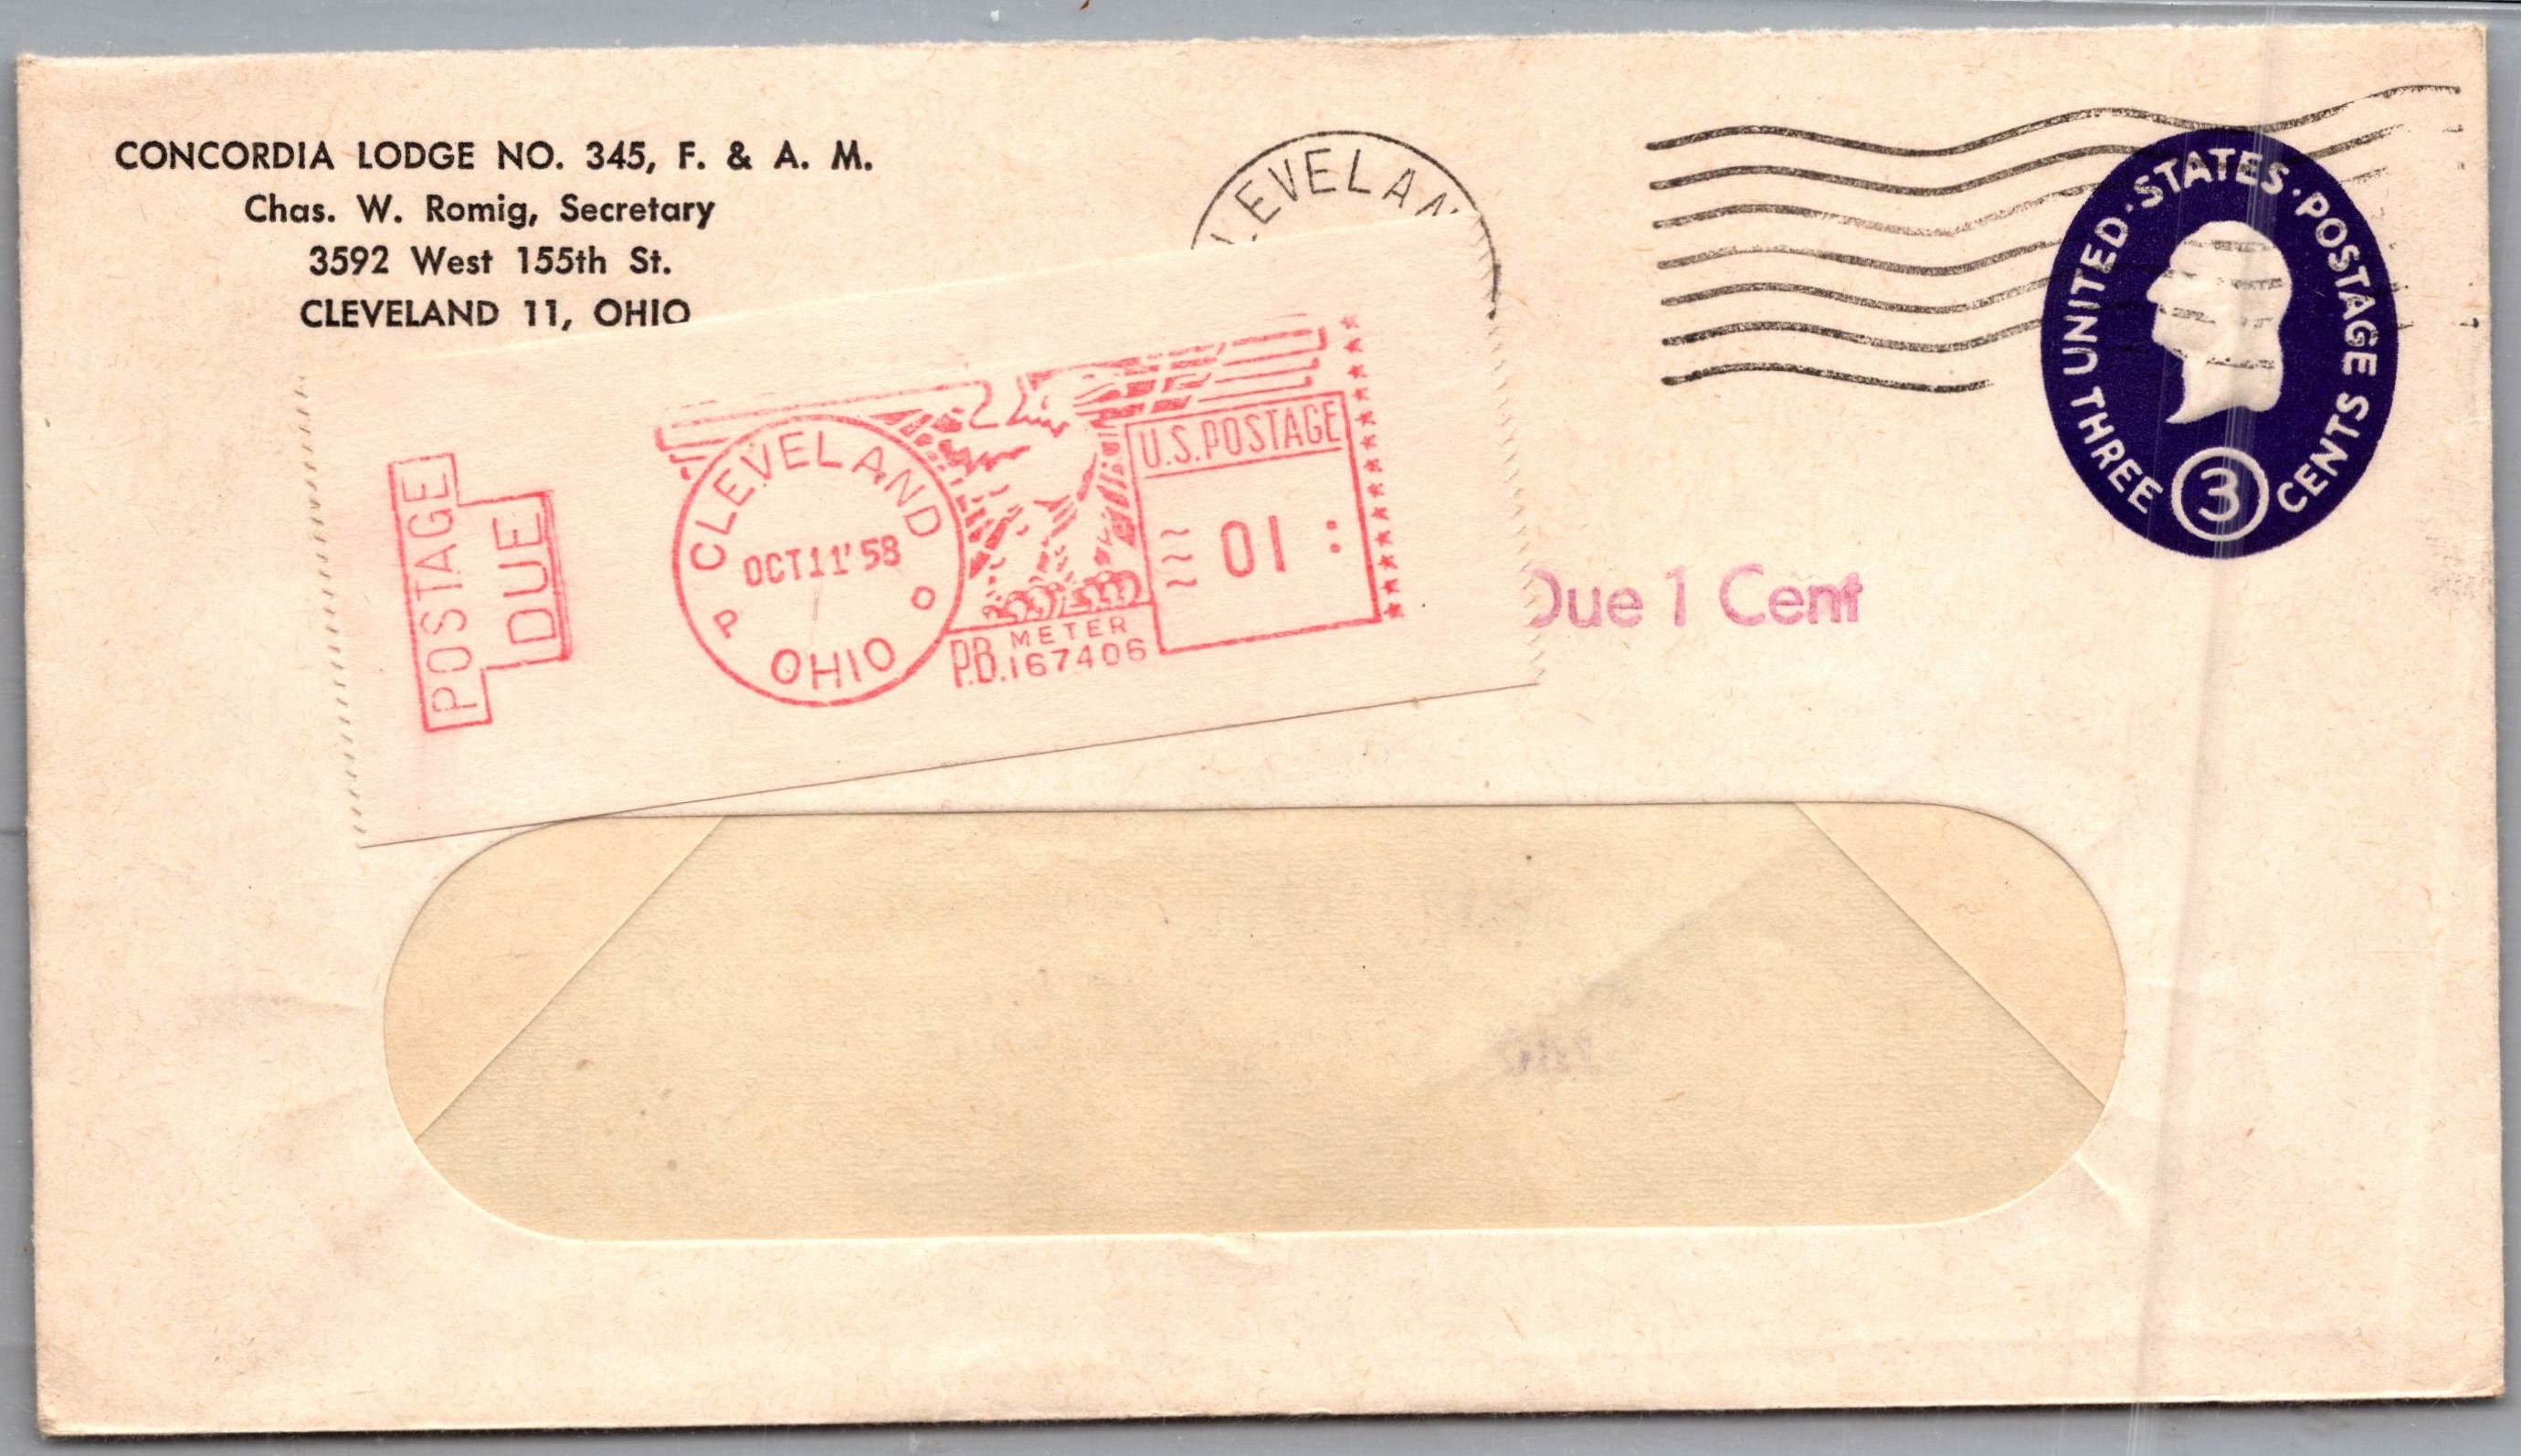 CONCORDIA LODGE NO. 345, F. & A. M.
Chas. W. Romig, Secretary
3592 West 155th St.
CLEVELAND 11, OHIO
CLEVELAN
UNITED·STATES·POSTAGE
THREE 3 CENTS
POSTAGE
DUE
CLEVELAND
OCT 11 '58
P O
OHIO
U.S. POSTAGE
01
METER
P.B. 167406
Due 1 Cent